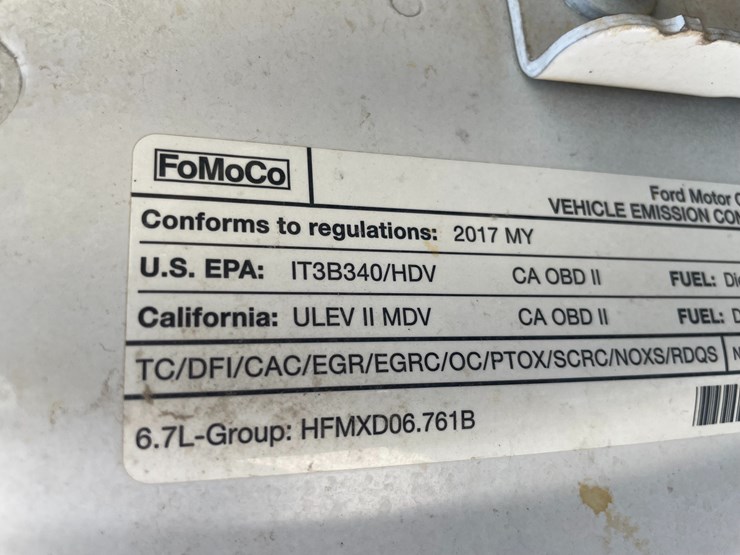 FoMoCo
Ford Motor
VEHICLE EMISSION
Conforms to regulations: 2017 MY
U.S. EPA: IT3B340/HDV CA OBD II FUEL:
California: ULEV II MDV CA OBD II FUEL:
TC/DFI/CAC/EGR/EGRC/OC/PTOX/SCRC/NOXS/RDQS
6.7L-Group: HFMXD06.761B